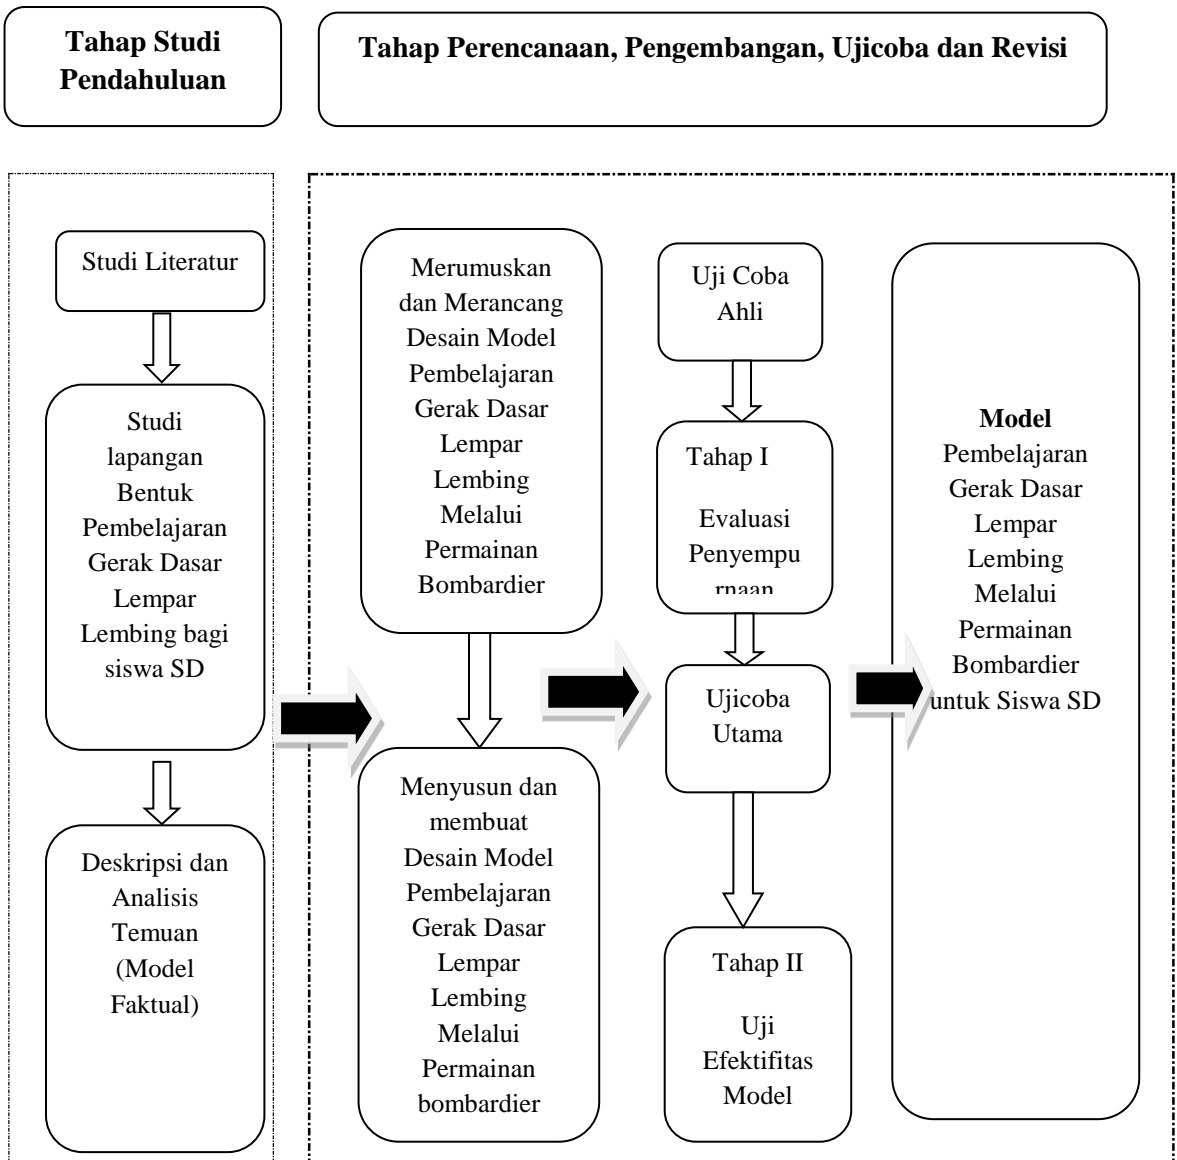 Tahap Studi
Pendahuluan
Tahap Perencanaan, Pengembangan, Ujicoba dan Revisi
Studi Literatur
Studi
lapangan
Bentuk
Pembelajaran
Gerak Dasar
Lempar
Lembing bagi
siswa SD
Deskripsi dan
Analisis
Temuan
(Model
Faktual)
Merumuskan
dan Merancang
Desain Model
Pembelajaran
Gerak Dasar
Lempar
Lembing
Melalui
Permainan
Bombardier
Menyusun dan
membuat
Desain Model
Pembelajaran
Gerak Dasar
Lempar
Lembing
Melalui
Permainan
bombardier
Uji Coba
Ahli
Tahap I
Evaluasi
Penyempu
rnaan
Ujicoba
Utama
Tahap II
Uji
Efektifitas
Model
Model
Pembelajaran
Gerak Dasar
Lempar
Lembing
Melalui
Permainan
Bombardier
untuk Siswa SD